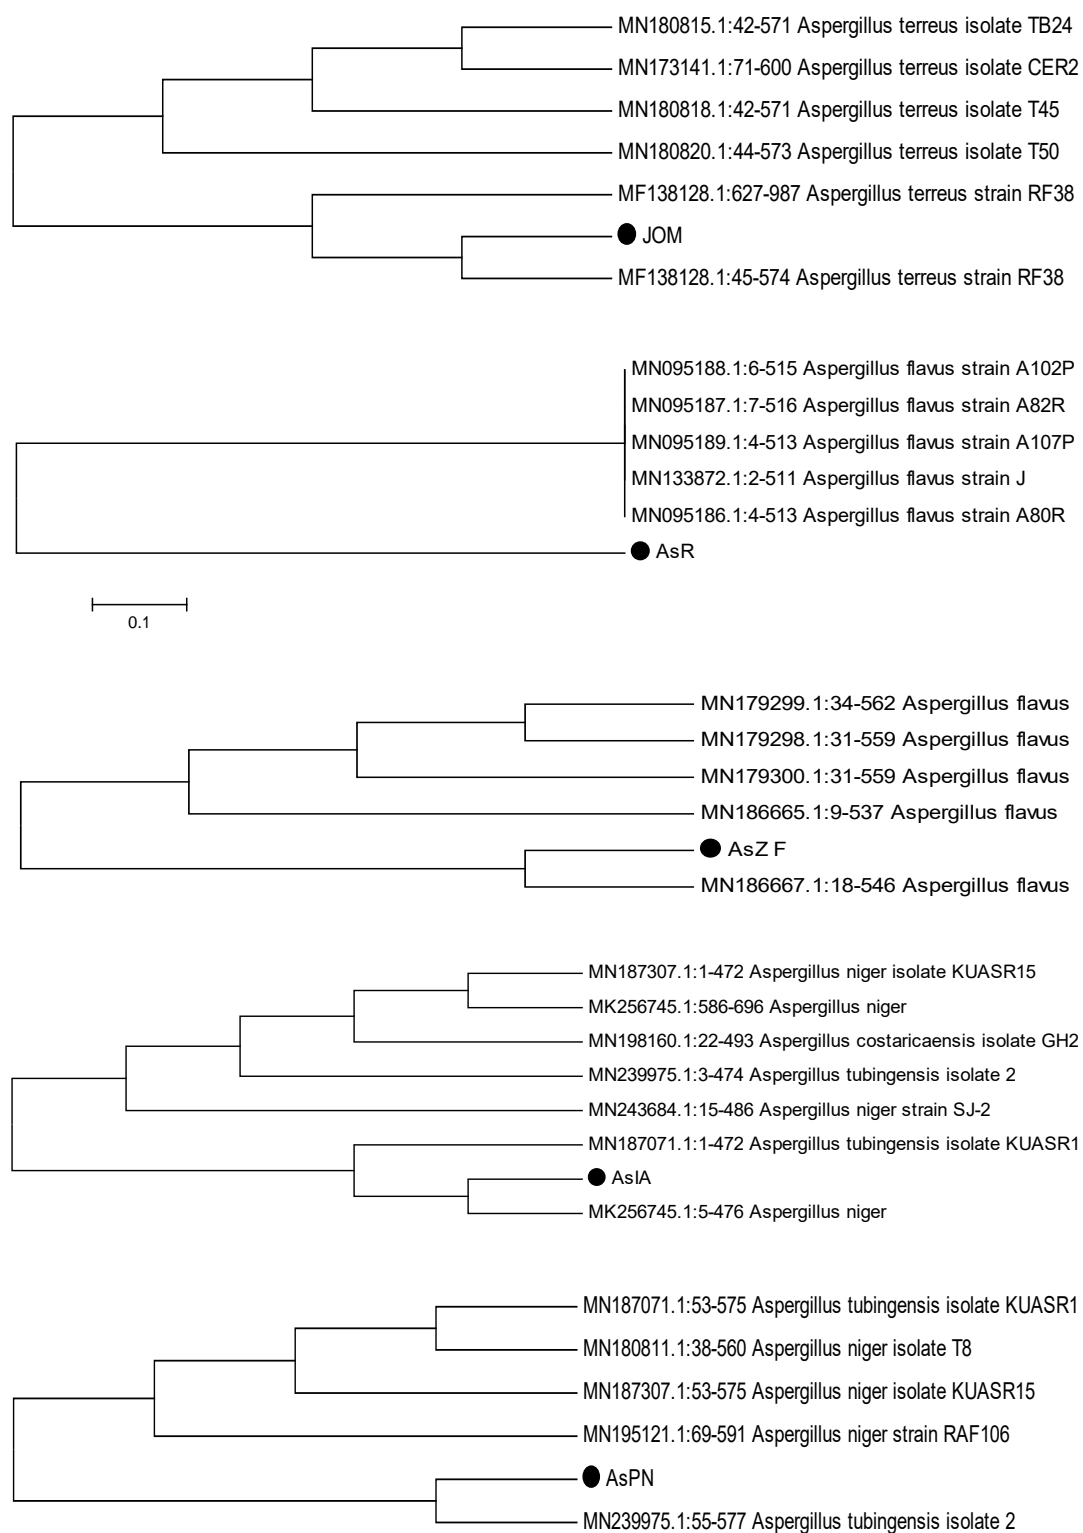 MN180815.1:42-571 Aspergillus terreus isolate TB24
MN173141.1:71-600 Aspergillus terreus isolate CER2
MN180818.1:42-571 Aspergillus terreus isolate T45
MN180820.1:44-573 Aspergillus terreus isolate T50
MF138128.1:627-987 Aspergillus terreus strain RF38
JOM
MF138128.1:45-574 Aspergillus terreus strain RF38
MN095188.1:6-515 Aspergillus flavus strain A102P
MN095187.1:7-516 Aspergillus flavus strain A82R
MN095189.1:4-513 Aspergillus flavus strain A107P
MN133872.1:2-511 Aspergillus flavus strain J
MN095186.1:4-513 Aspergillus flavus strain A80R
AsR
0.1
MN179299.1:34-562 Aspergillus flavus
MN179298.1:31-559 Aspergillus flavus
MN179300.1:31-559 Aspergillus flavus
MN186665.1:9-537 Aspergillus flavus
AsZ F
MN186667.1:18-546 Aspergillus flavus
MN187307.1:1-472 Aspergillus niger isolate KUASR15
MK256745.1:586-696 Aspergillus niger
MN198160.1:22-493 Aspergillus costaricaensis isolate GH2
MN239975.1:3-474 Aspergillus tubingensis isolate 2
MN243684.1:15-486 Aspergillus niger strain SJ-2
MN187071.1:1-472 Aspergillus tubingensis isolate KUASR1
AsIA
MK256745.1:5-476 Aspergillus niger
MN187071.1:53-575 Aspergillus tubingensis isolate KUASR1
MN180811.1:38-560 Aspergillus niger isolate T8
MN187307.1:53-575 Aspergillus niger isolate KUASR15
MN195121.1:69-591 Aspergillus niger strain RAF106
AsPN
MN239975.1:55-577 Aspergillus tubingensis isolate 2